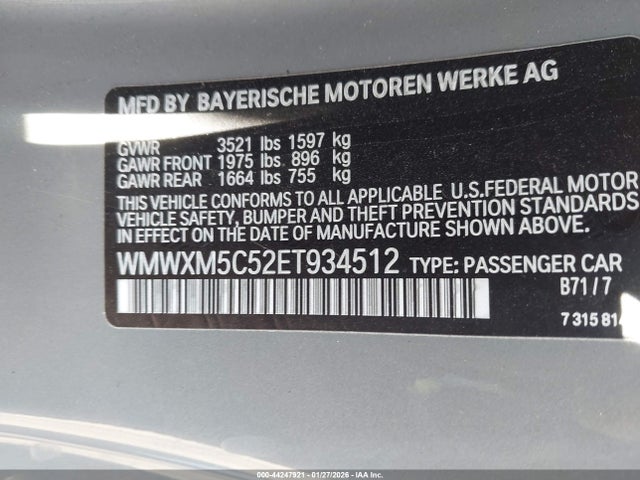 MFD BY BAYERISCHE MOTOREN WERKE AG
GVWR 3521 lbs 1597 kg
GAWR FRONT 1975 lbs 896 kg
GAWR REAR 1664 lbs 755 kg
THIS VEHICLE CONFORMS TO ALL APPLICABLE U.S.FEDERAL MOTOR
VEHICLE SAFETY, BUMPER AND THEFT PREVENTION STANDARDS
IN EFFECT ON THE DATE OF MANUFACTURE SHOWN ABOVE.
WMWXM5C52ET934512 TYPE: PASSENGER CAR
B71/7
7 315 814
000-44247921 - 01/27/2026 - IAA Inc.